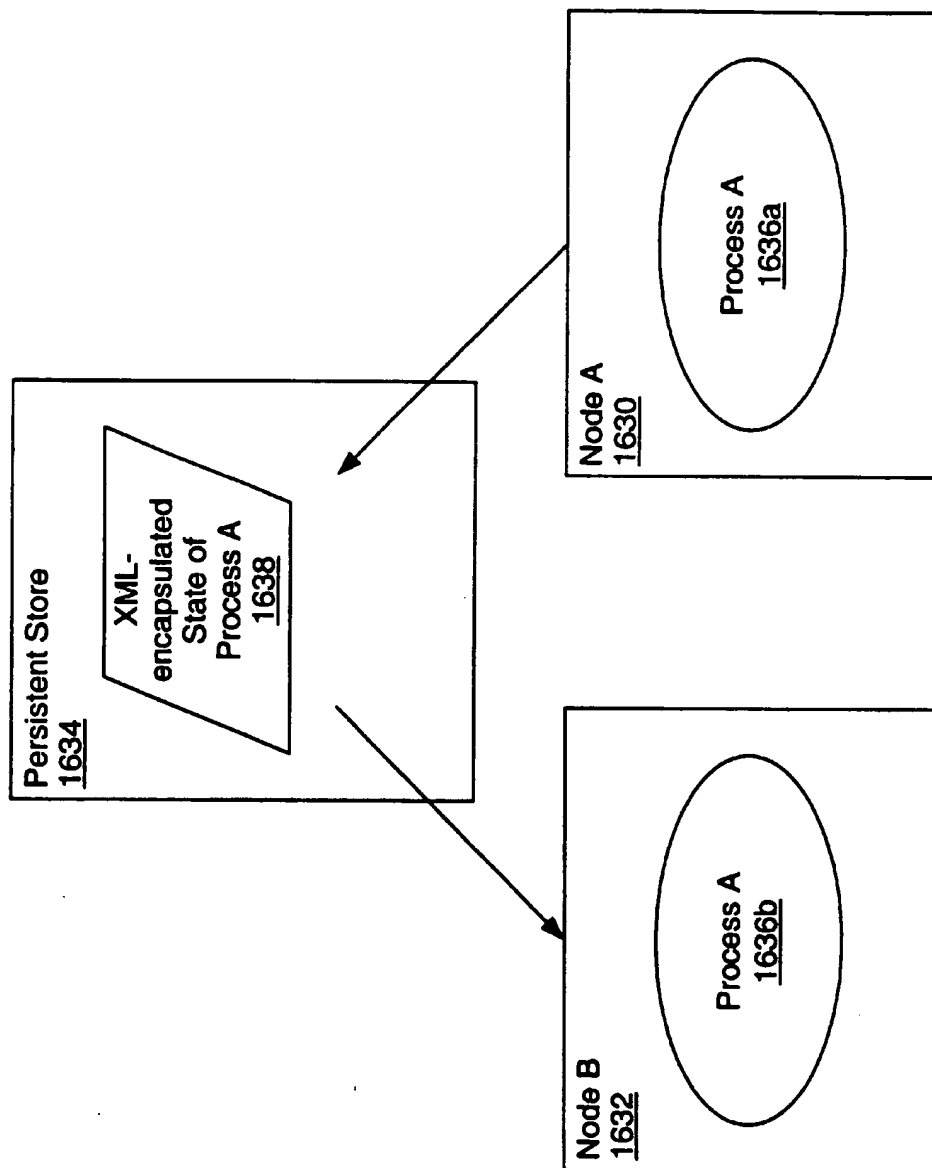 Persistent Store
1634
XML-
encapsulated
State of
Process A
1638
Node B
1632
Process A
1636b
Node A
1630
Process A
1636a